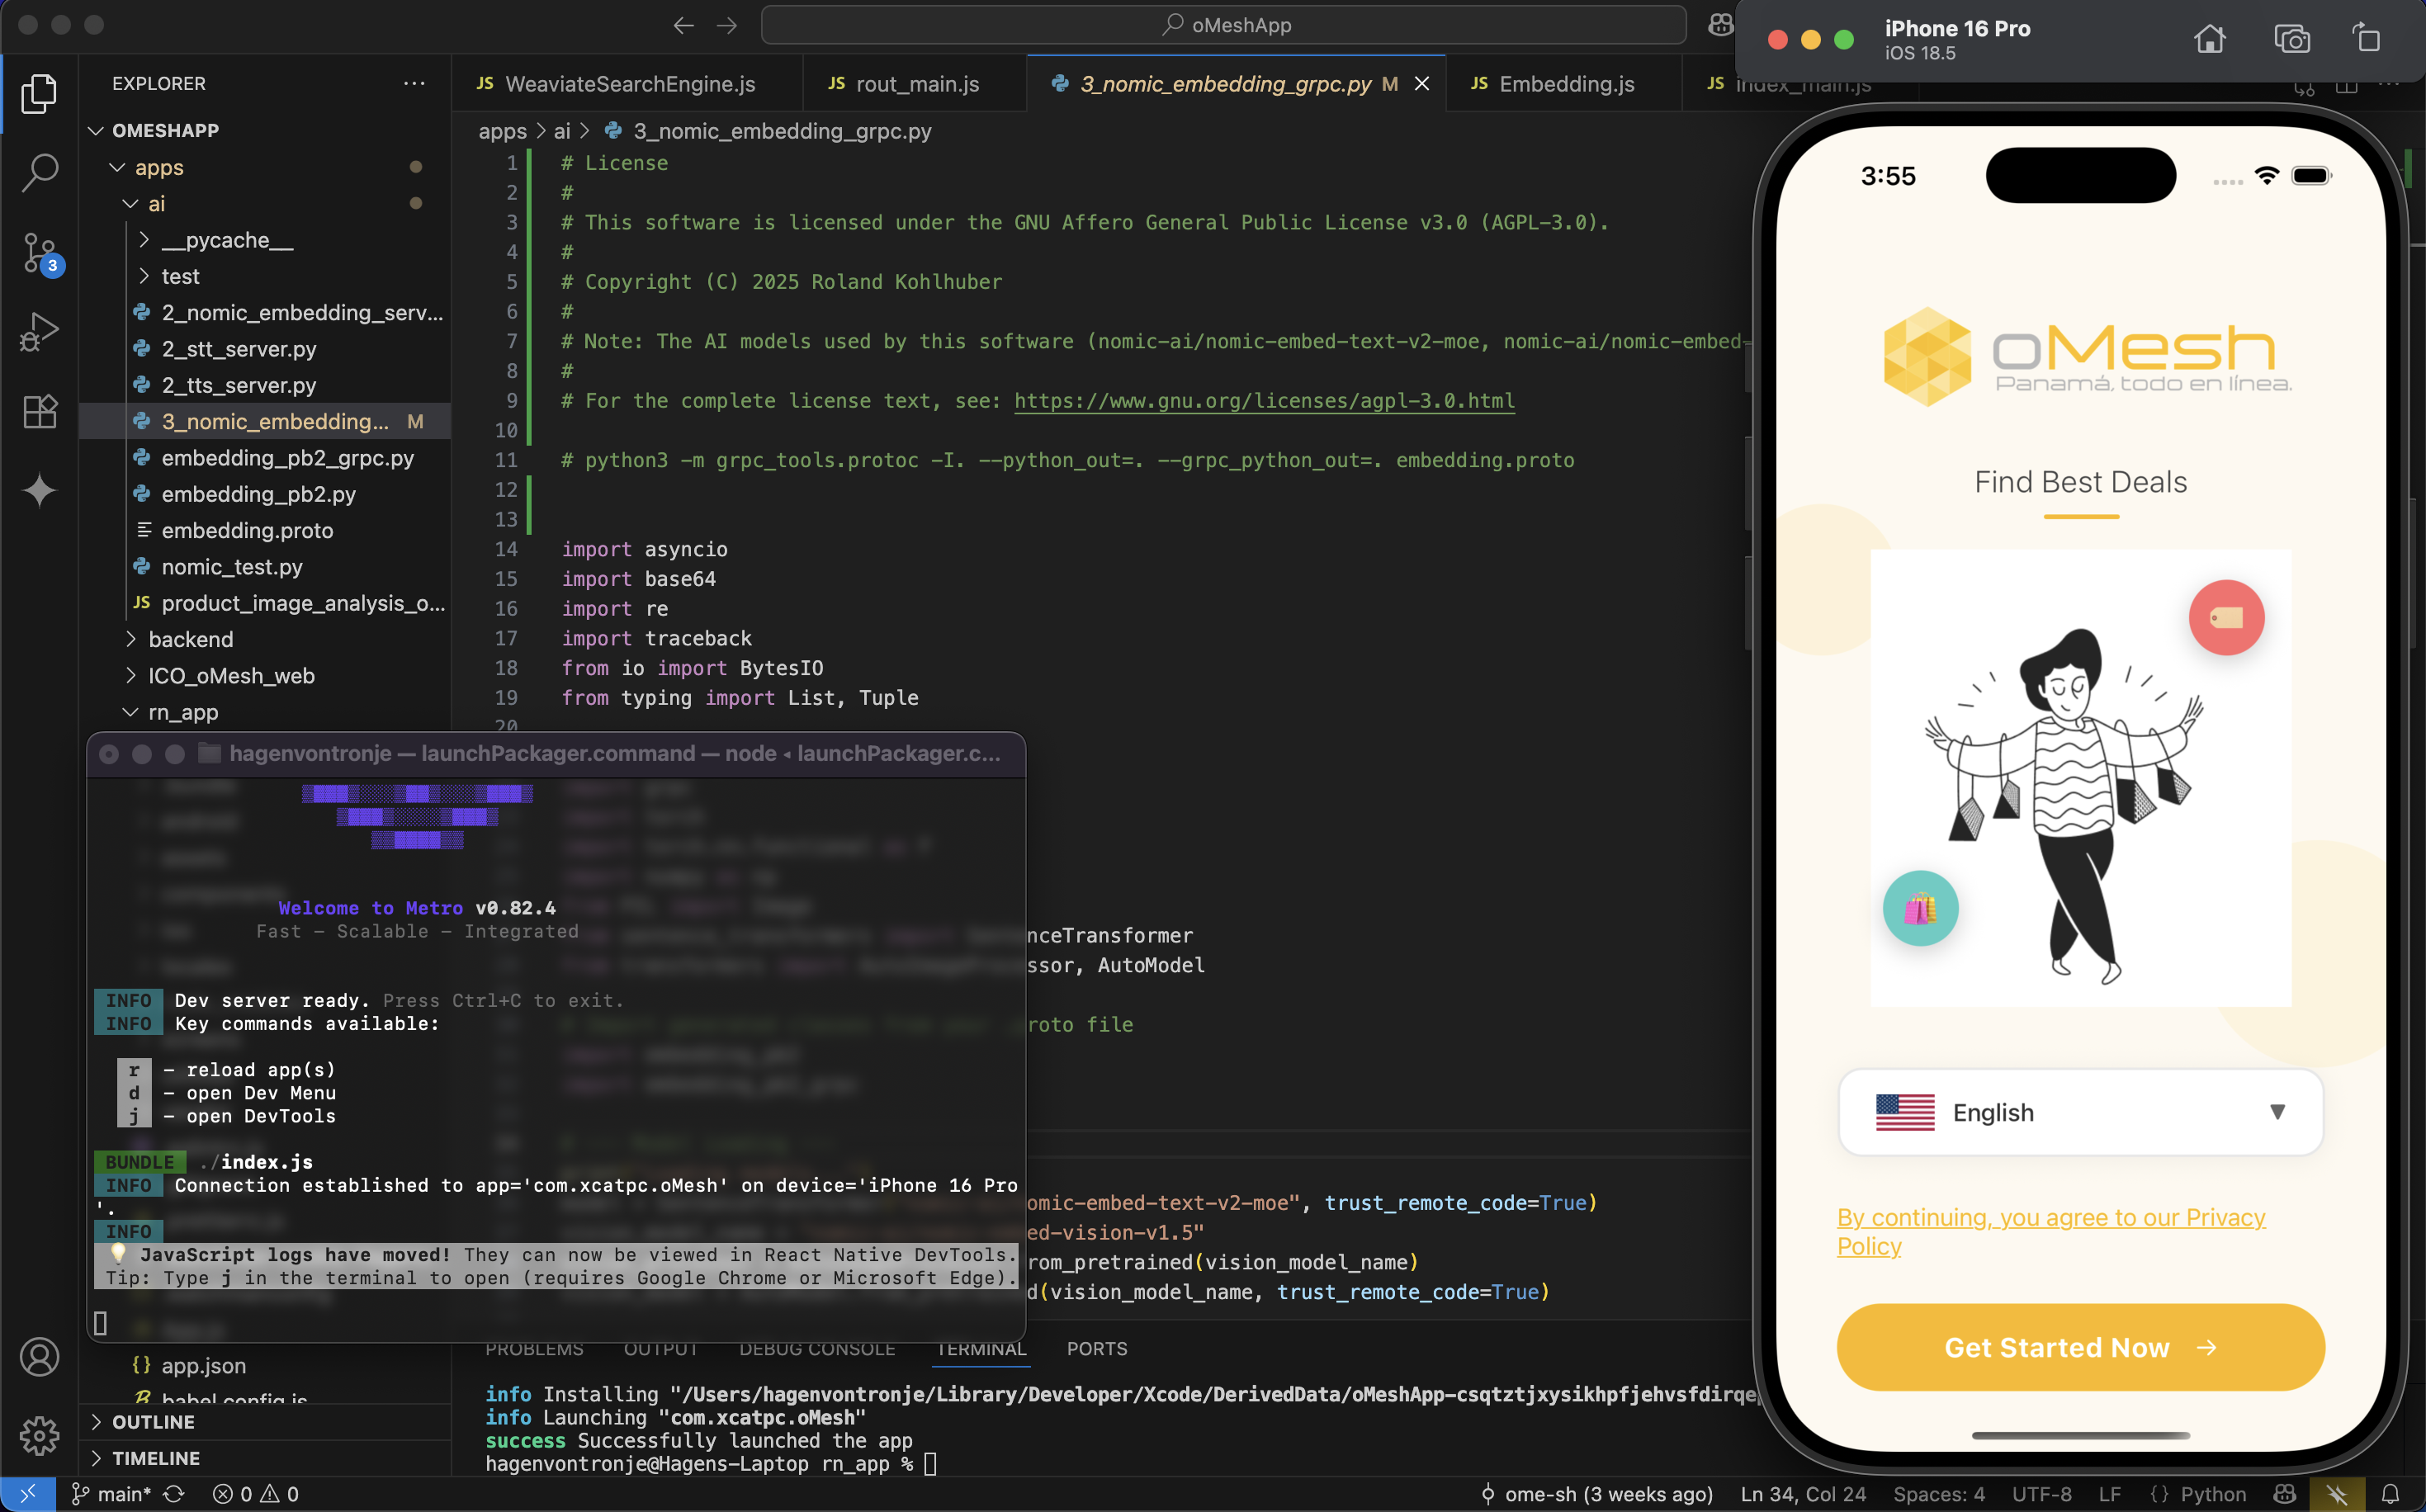 oMeshApp
EXPLORER
OMESHAPP
apps
ai
__pycache__
test
2_nomic_embedding_serv...
2_stt_server.py
2_tts_server.py
3_nomic_embedding... M
embedding_pb2_grpc.py
embedding_pb2.py
embedding.proto
nomic_test.py
JS product_image_analysis_o...
backend
ICO_oMesh_web
rn_app
{} app.json
babel.config.js
OUTLINE
TIMELINE
3
JS WeaviateSearchEngine.js
JS rout_main.js
3_nomic_embedding_grpc.py M
JS Embedding.js
JS index_main.js
apps > ai > 3_nomic_embedding_grpc.py
1 # License
2 #
3 # This software is licensed under the GNU Affero General Public License v3.0 (AGPL-3.0).
4 #
5 # Copyright (C) 2025 Roland Kohlhuber
6 #
7 # Note: The AI models used by this software (nomic-ai/nomic-embed-text-v2-moe, nomic-ai/nomic-embed-
8 #
9 # For the complete license text, see: https://www.gnu.org/licenses/agpl-3.0.html
10
11 # python3 -m grpc_tools.protoc -I. --python_out=. --grpc_python_out=. embedding.proto
12
13
14 import asyncio
15 import base64
16 import re
17 import traceback
18 from io import BytesIO
19 from typing import List, Tuple
20
nceTransformer
ssor, AutoModel
roto file
omic-embed-text-v2-moe", trust_remote_code=True)
ed-vision-v1.5"
rom_pretrained(vision_model_name)
d(vision_model_name, trust_remote_code=True)
hagenvontronje — launchPackager.command — node ◂ launchPackager.c...
Welcome to Metro v0.82.4
Fast - Scalable - Integrated
INFO Dev server ready. Press Ctrl+C to exit.
INFO Key commands available:
r - reload app(s)
d - open Dev Menu
j - open DevTools
BUNDLE ./index.js
INFO Connection established to app='com.xcatpc.oMesh' on device='iPhone 16 Pro
'.
INFO
💡 JavaScript logs have moved! They can now be viewed in React Native DevTools.
Tip: Type j in the terminal to open (requires Google Chrome or Microsoft Edge).
PROBLEMS OUTPUT DEBUG CONSOLE TERMINAL PORTS
info Installing "/Users/hagenvontronje/Library/Developer/Xcode/DerivedData/oMeshApp-csqtztjxysikhpfjehvsfdirqe
info Launching "com.xcatpc.oMesh"
success Successfully launched the app
hagenvontronje@Hagens-Laptop rn_app %
main* 0 0
ome-sh (3 weeks ago) Ln 34, Col 24 Spaces: 4 UTF-8 LF {} Python
iPhone 16 Pro
iOS 18.5
3:55
oMesh
Panamá, todo en línea.
Find Best Deals
English
By continuing, you agree to our Privacy
Policy
Get Started Now →